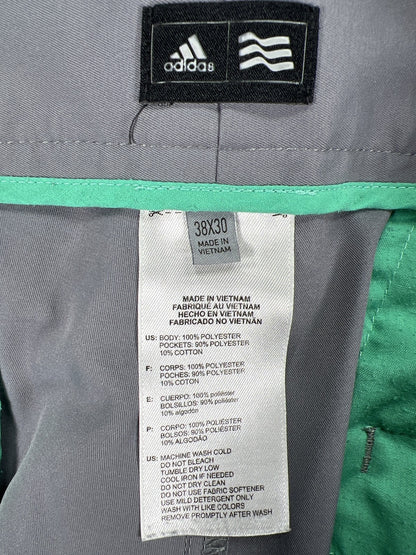 adidas
38X30
MADE IN
VIETNAM
MADE IN VIETNAM
FABRIQUÉ AU VIETNAM
HECHO EN VIETNAM
FABRICADO NO VIETNÃN
US: BODY: 100% POLYESTER
POCKETS: 90% POLYESTER
10% COTTON
F: CORPS: 100% POLYESTER
POCHES: 90% POLYESTER
10% COTON
E: CUERPO: 100% poliéster
BOLSILLOS: 90% poliéster
10% algodón
P: CORPO: 100% POLIÉSTER
BOLSOS: 90% POLIÉSTER
10% ALGODÃO
US: MACHINE WASH COLD
DO NOT BLEACH
TUMBLE DRY LOW
COOL IRON IF NEEDED
DO NOT DRY CLEAN
DO NOT USE FABRIC SOFTENER
USE MILD DETERGENT ONLY
WASH WITH LIKE COLORS
REMOVE PROMPTLY AFTER WASH